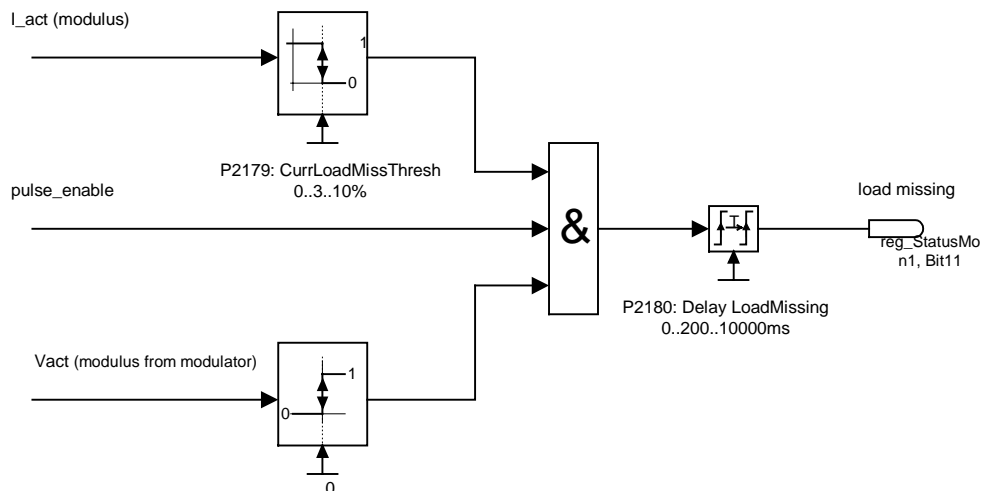 I_act (modulus)
1
0
P2179: CurrLoadMissThresh
0..3..10%
pulse_enable
&
load missing
T
reg_StatusMo
n1, Bit11
P2180: Delay LoadMissing
0..200..10000ms
Vact (modulus from modulator)
1
0
0